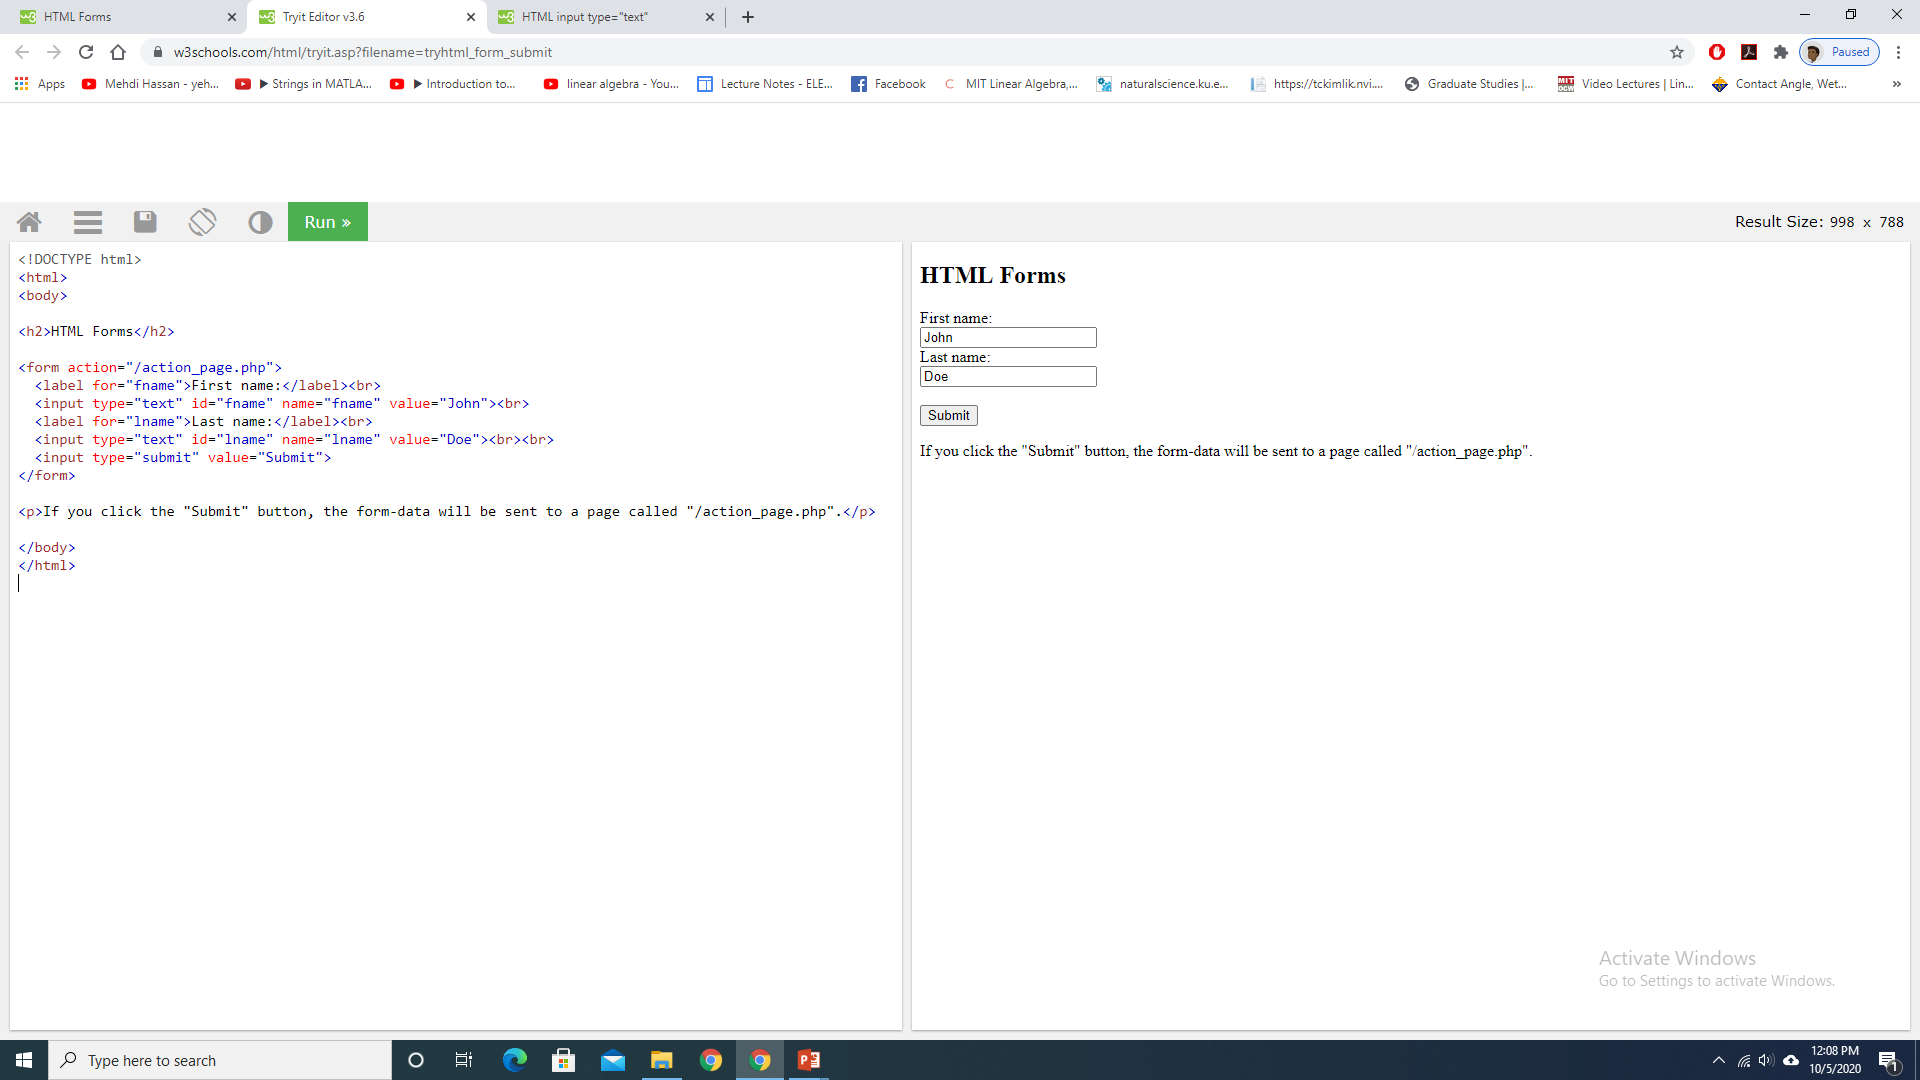 HTML Forms
Tryit Editor v3.6
HTML input type="text"
w3schools.com/html/tryit.asp?filename=tryhtml_form_submit
Paused
Apps
Mehdi Hassan - yeh...
Strings in MATLA...
Introduction to...
linear algebra - You...
Lecture Notes - ELE...
Facebook
MIT Linear Algebra,...
naturalscience.ku.e...
https://tckimlik.nvi....
Graduate Studies |...
Video Lectures | Lin...
Contact Angle, Wet...
Run »
Result Size: 998 x 788
<!DOCTYPE html>
<html>
<body>
<h2>HTML Forms</h2>
<form action="/action_page.php">
<label for="fname">First name:</label><br>
<input type="text" id="fname" name="fname" value="John"><br>
<label for="lname">Last name:</label><br>
<input type="text" id="lname" name="lname" value="Doe"><br><br>
<input type="submit" value="Submit">
</form>
<p>If you click the "Submit" button, the form-data will be sent to a page called "/action_page.php".</p>
</body>
</html>
HTML Forms
First name:
John
Last name:
Doe
Submit
If you click the "Submit" button, the form-data will be sent to a page called "/action_page.php".
Activate Windows
Go to Settings to activate Windows.
Type here to search
12:08 PM
10/5/2020
1